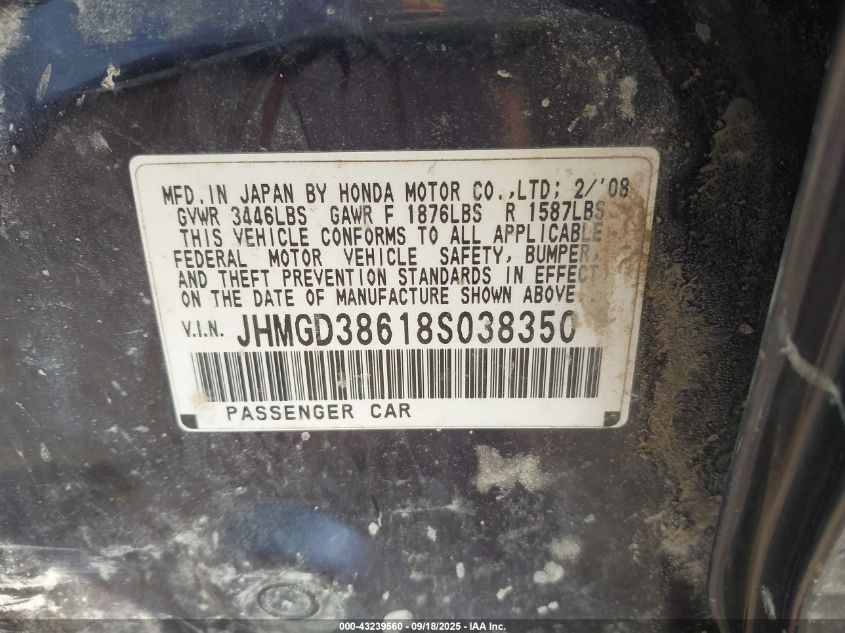 MFD. IN JAPAN BY HONDA MOTOR CO.,LTD; 2/'08
GVWR 3446LBS GAWR F 1876LBS R 1587LBS
THIS VEHICLE CONFORMS TO ALL APPLICABLE
FEDERAL MOTOR VEHICLE SAFETY, BUMPER,
AND THEFT PREVENTION STANDARDS IN EFFECT
ON THE DATE OF MANUFACTURE SHOWN ABOVE.
V.I.N. JHMGD38618S038350
PASSENGER CAR
000-43239560 - 09/18/2025 - IAA Inc.